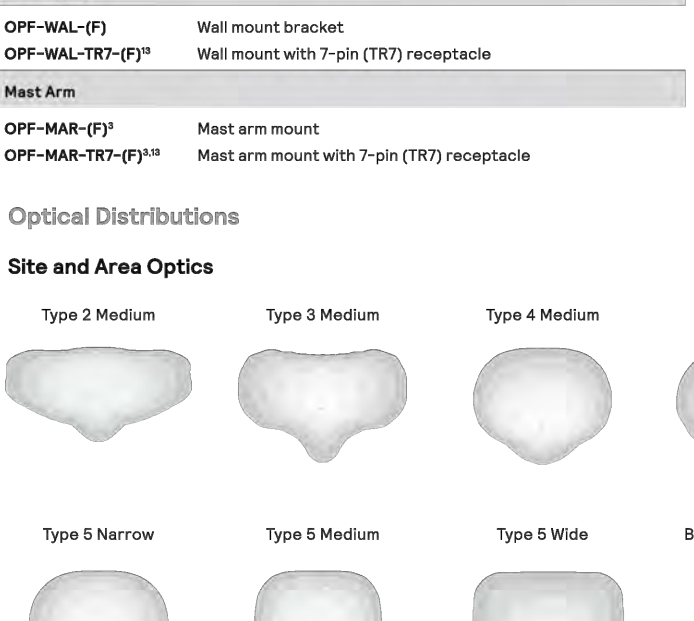 OPF-WAL-(F) Wall mount bracket
OPF-WAL-TR7-(F)¹³ Wall mount with 7-pin (TR7) receptacle
Mast Arm
OPF-MAR-(F)³ Mast arm mount
OPF-MAR-TR7-(F)³,¹³ Mast arm mount with 7-pin (TR7) receptacle
Optical Distributions
Site and Area Optics
Type 2 Medium Type 3 Medium Type 4 Medium
Type 5 Narrow Type 5 Medium Type 5 Wide B